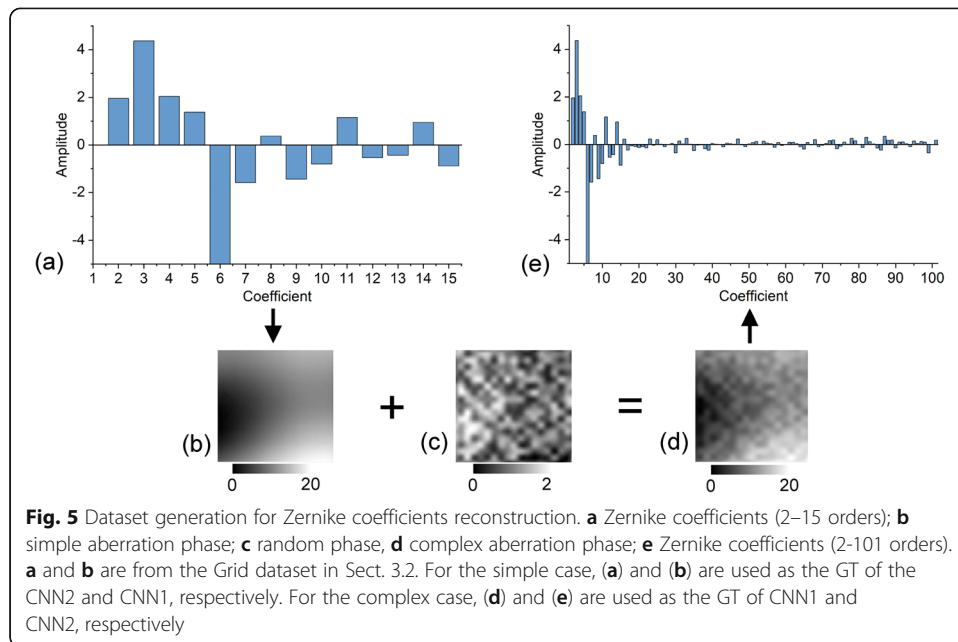 4
2
0
-2
-4
Amplitude
(a)
1 2 3 4 5 6 7 8 9 10 11 12 13 14 15
Coefficient
4
2
0
-2
-4
Amplitude
(e)
10 20 30 40 50 60 70 80 90 100
Coefficient
(b)
0 20
+
(c)
0 2
=
(d)
0 20
Fig. 5 Dataset generation for Zernike coefficients reconstruction. a Zernike coefficients (2–15 orders); b
simple aberration phase; c random phase, d complex aberration phase; e Zernike coefficients (2-101 orders).
a and b are from the Grid dataset in Sect. 3.2. For the simple case, (a) and (b) are used as the GT of the
CNN2 and CNN1, respectively. For the complex case, (d) and (e) are used as the GT of CNN1 and
CNN2, respectively